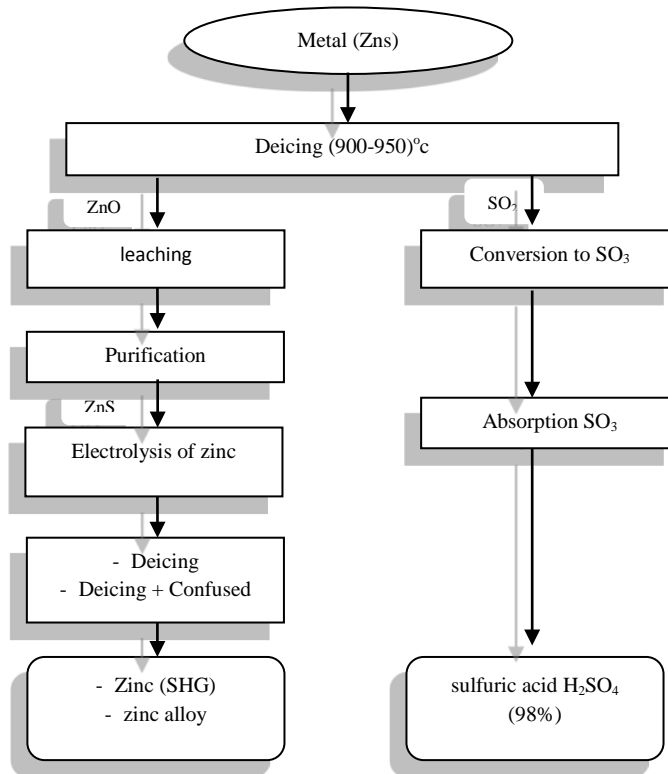 Metal (Zns)
Deicing (900-950)°c
ZnO
SO₂
leaching
Conversion to SO₃
Purification
ZnS
Absorption SO₃
Electrolysis of zinc
- Deicing
- Deicing + Confused
- Zinc (SHG)
- zinc alloy
sulfuric acid H₂SO₄
(98%)